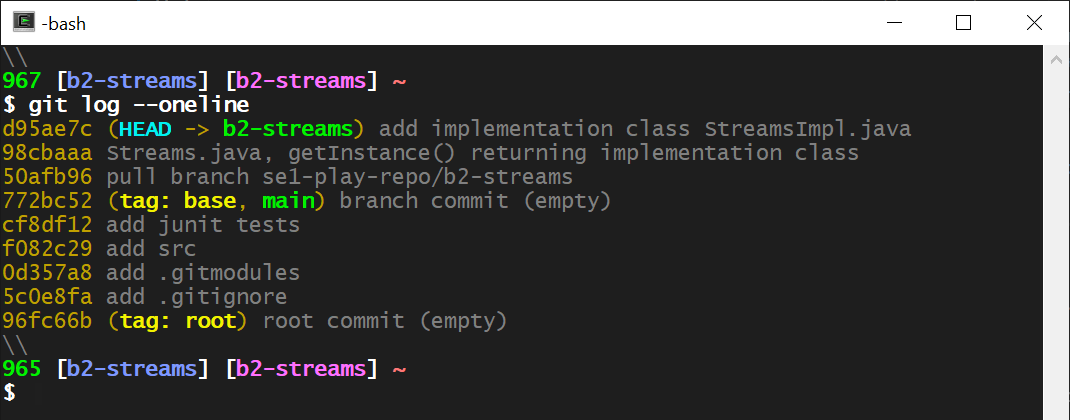 -bash
\\
967 [b2-streams] [b2-streams] ~
$ git log --oneline
d95ae7c (HEAD -> b2-streams) add implementation class StreamsImpl.java
98cbaaa Streams.java, getInstance() returning implementation class
50afb96 pull branch se1-play-repo/b2-streams
772bc52 (tag: base, main) branch commit (empty)
cf8df12 add junit tests
f082c29 add src
0d357a8 add .gitmodules
5c0e8fa add .gitignore
96fc66b (tag: root) root commit (empty)
\\
965 [b2-streams] [b2-streams] ~
$